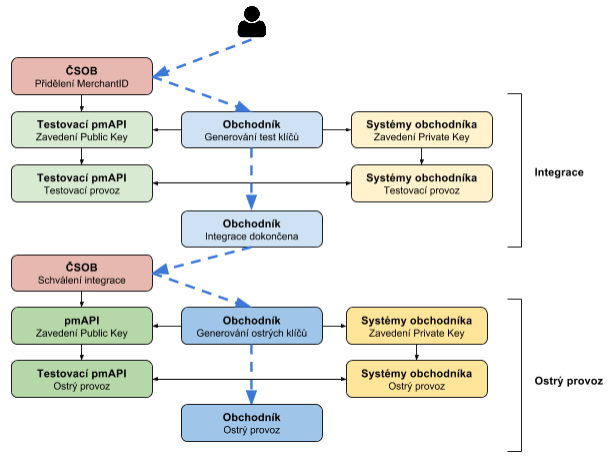 ČSOB
Přidělení MerchantID
Testovací pmAPI
Zavedení Public Key
Obchodník
Generování test klíčů
Systémy obchodníka
Zavedení Private Key
Testovací pmAPI
Testovací provoz
Systémy obchodníka
Testovací provoz
Integrace
Obchodník
Integrace dokončena
ČSOB
Schválení integrace
pmAPI
Zavedení Public Key
Obchodník
Generování ostrých klíčů
Systémy obchodníka
Zavedení Private Key
Testovací pmAPI
Ostrý provoz
Systémy obchodníka
Ostrý provoz
Ostrý provoz
Obchodník
Ostrý provoz